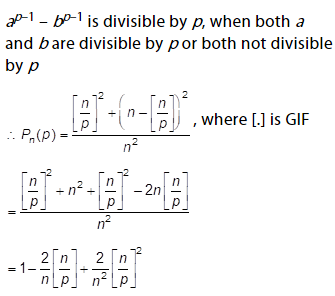 a^{p–1} – b^{p–1} is divisible by p, when both a
and b are divisible by p or both not divisible
by p
∴ P_n(p) = \frac{\left[\frac{n}{p}\right]^2 + \left(n - \left[\frac{n}{p}\right]\right)^2}{n^2}, where [.] is GIF
= \frac{\left[\frac{n}{p}\right]^2 + n^2 + \left[\frac{n}{p}\right]^2 - 2n\left[\frac{n}{p}\right]}{n^2}
= 1 - \frac{2}{n}\left[\frac{n}{p}\right] + \frac{2}{n^2}\left[\frac{n}{p}\right]^2